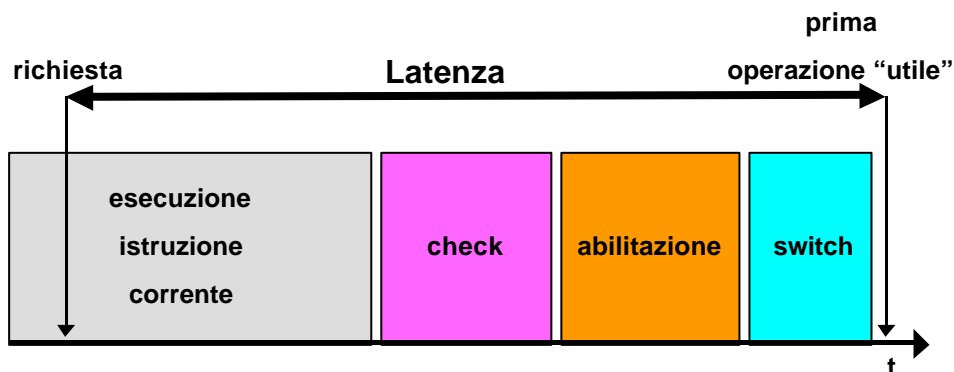 prima
richiesta
Latenza
operazione “utile”
esecuzione
istruzione
corrente
check
abilitazione
switch
t